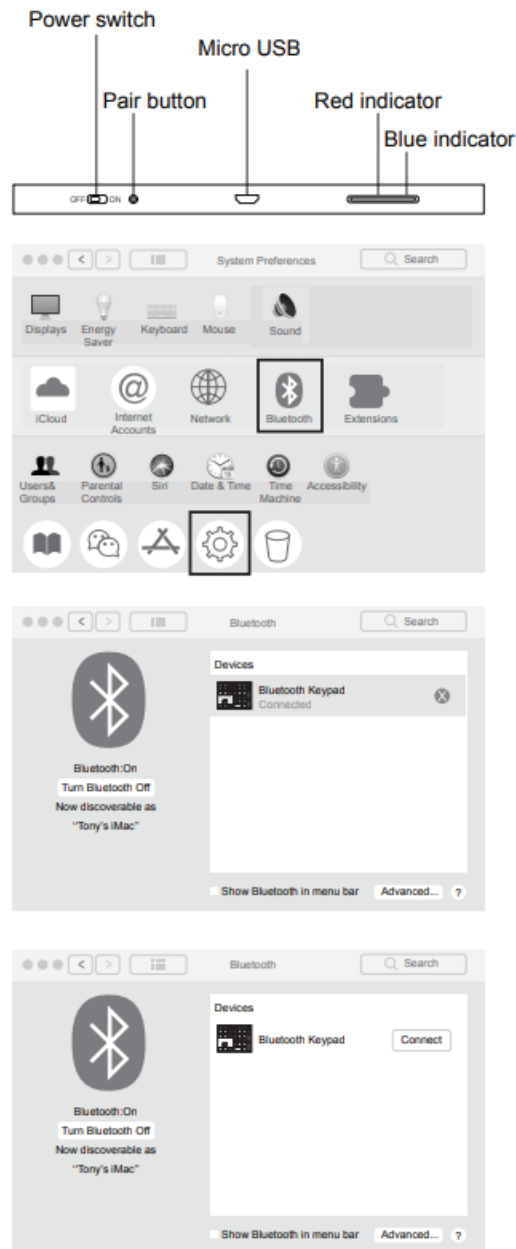 Power switch
Micro USB
Pair button
Red indicator
Blue indicator
OFF ON
System Preferences
Search
Displays
Energy
Saver
Keyboard
Mouse
Sound
iCloud
Internet
Accounts
Network
Bluetooth
Extensions
Users&
Groups
Parental
Controls
Siri
Date & Time
Time
Machine
Accessibility
Bluetooth
Search
Devices
Bluetooth Keypad
Connected
Bluetooth:On
Turn Bluetooth Off
Now discoverable as
“Tony's iMac”
Show Bluetooth in menu bar
Advanced...
?
Bluetooth
Search
Devices
Bluetooth Keypad
Connect
Bluetooth:On
Turn Bluetooth Off
Now discoverable as
“Tony's iMac”
Show Bluetooth in menu bar
Advanced...
?